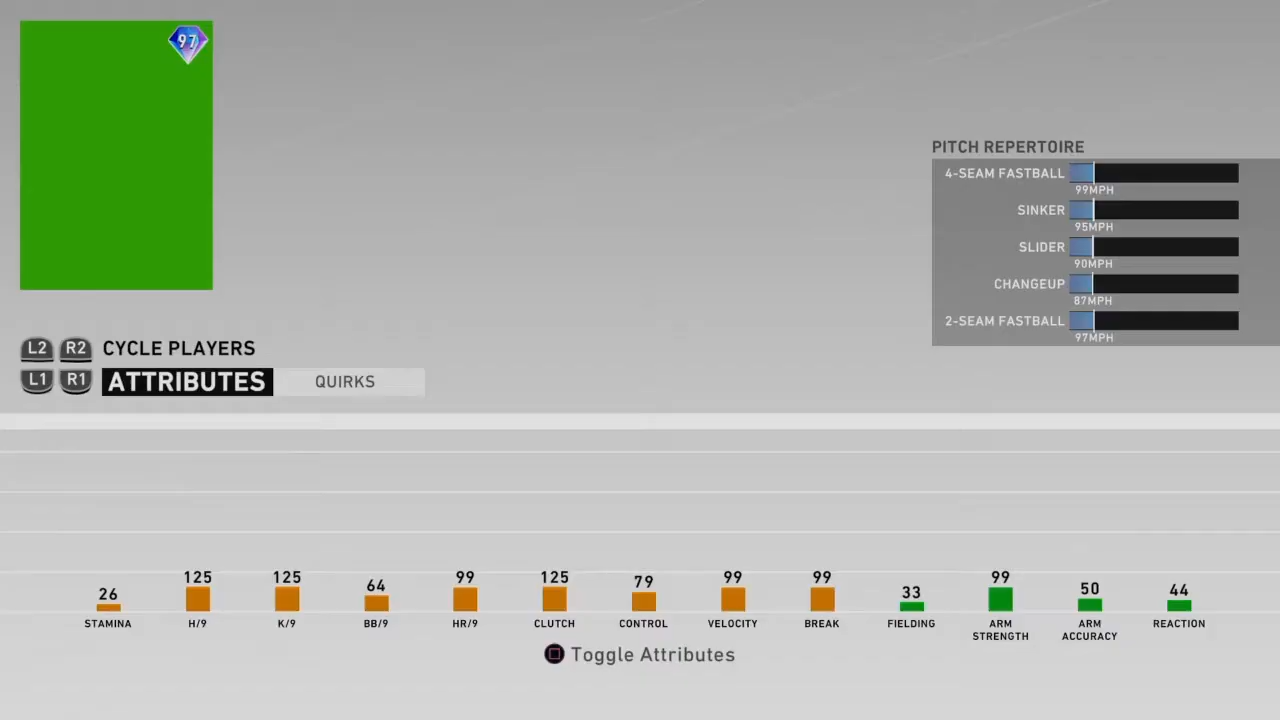 97
PITCH REPERTOIRE
4-SEAM FASTBALL
99MPH
SINKER
95MPH
SLIDER
90MPH
CHANGEUP
87MPH
2-SEAM FASTBALL
97MPH
L2 R2 CYCLE PLAYERS
L1 R1 ATTRIBUTES QUIRKS
26 125 125 64 99 125 79 99 99 33 99 50 44
STAMINA H/9 K/9 BB/9 HR/9 CLUTCH CONTROL VELOCITY BREAK FIELDING ARM ARM REACTION
STRENGTH ACCURACY
Toggle Attributes